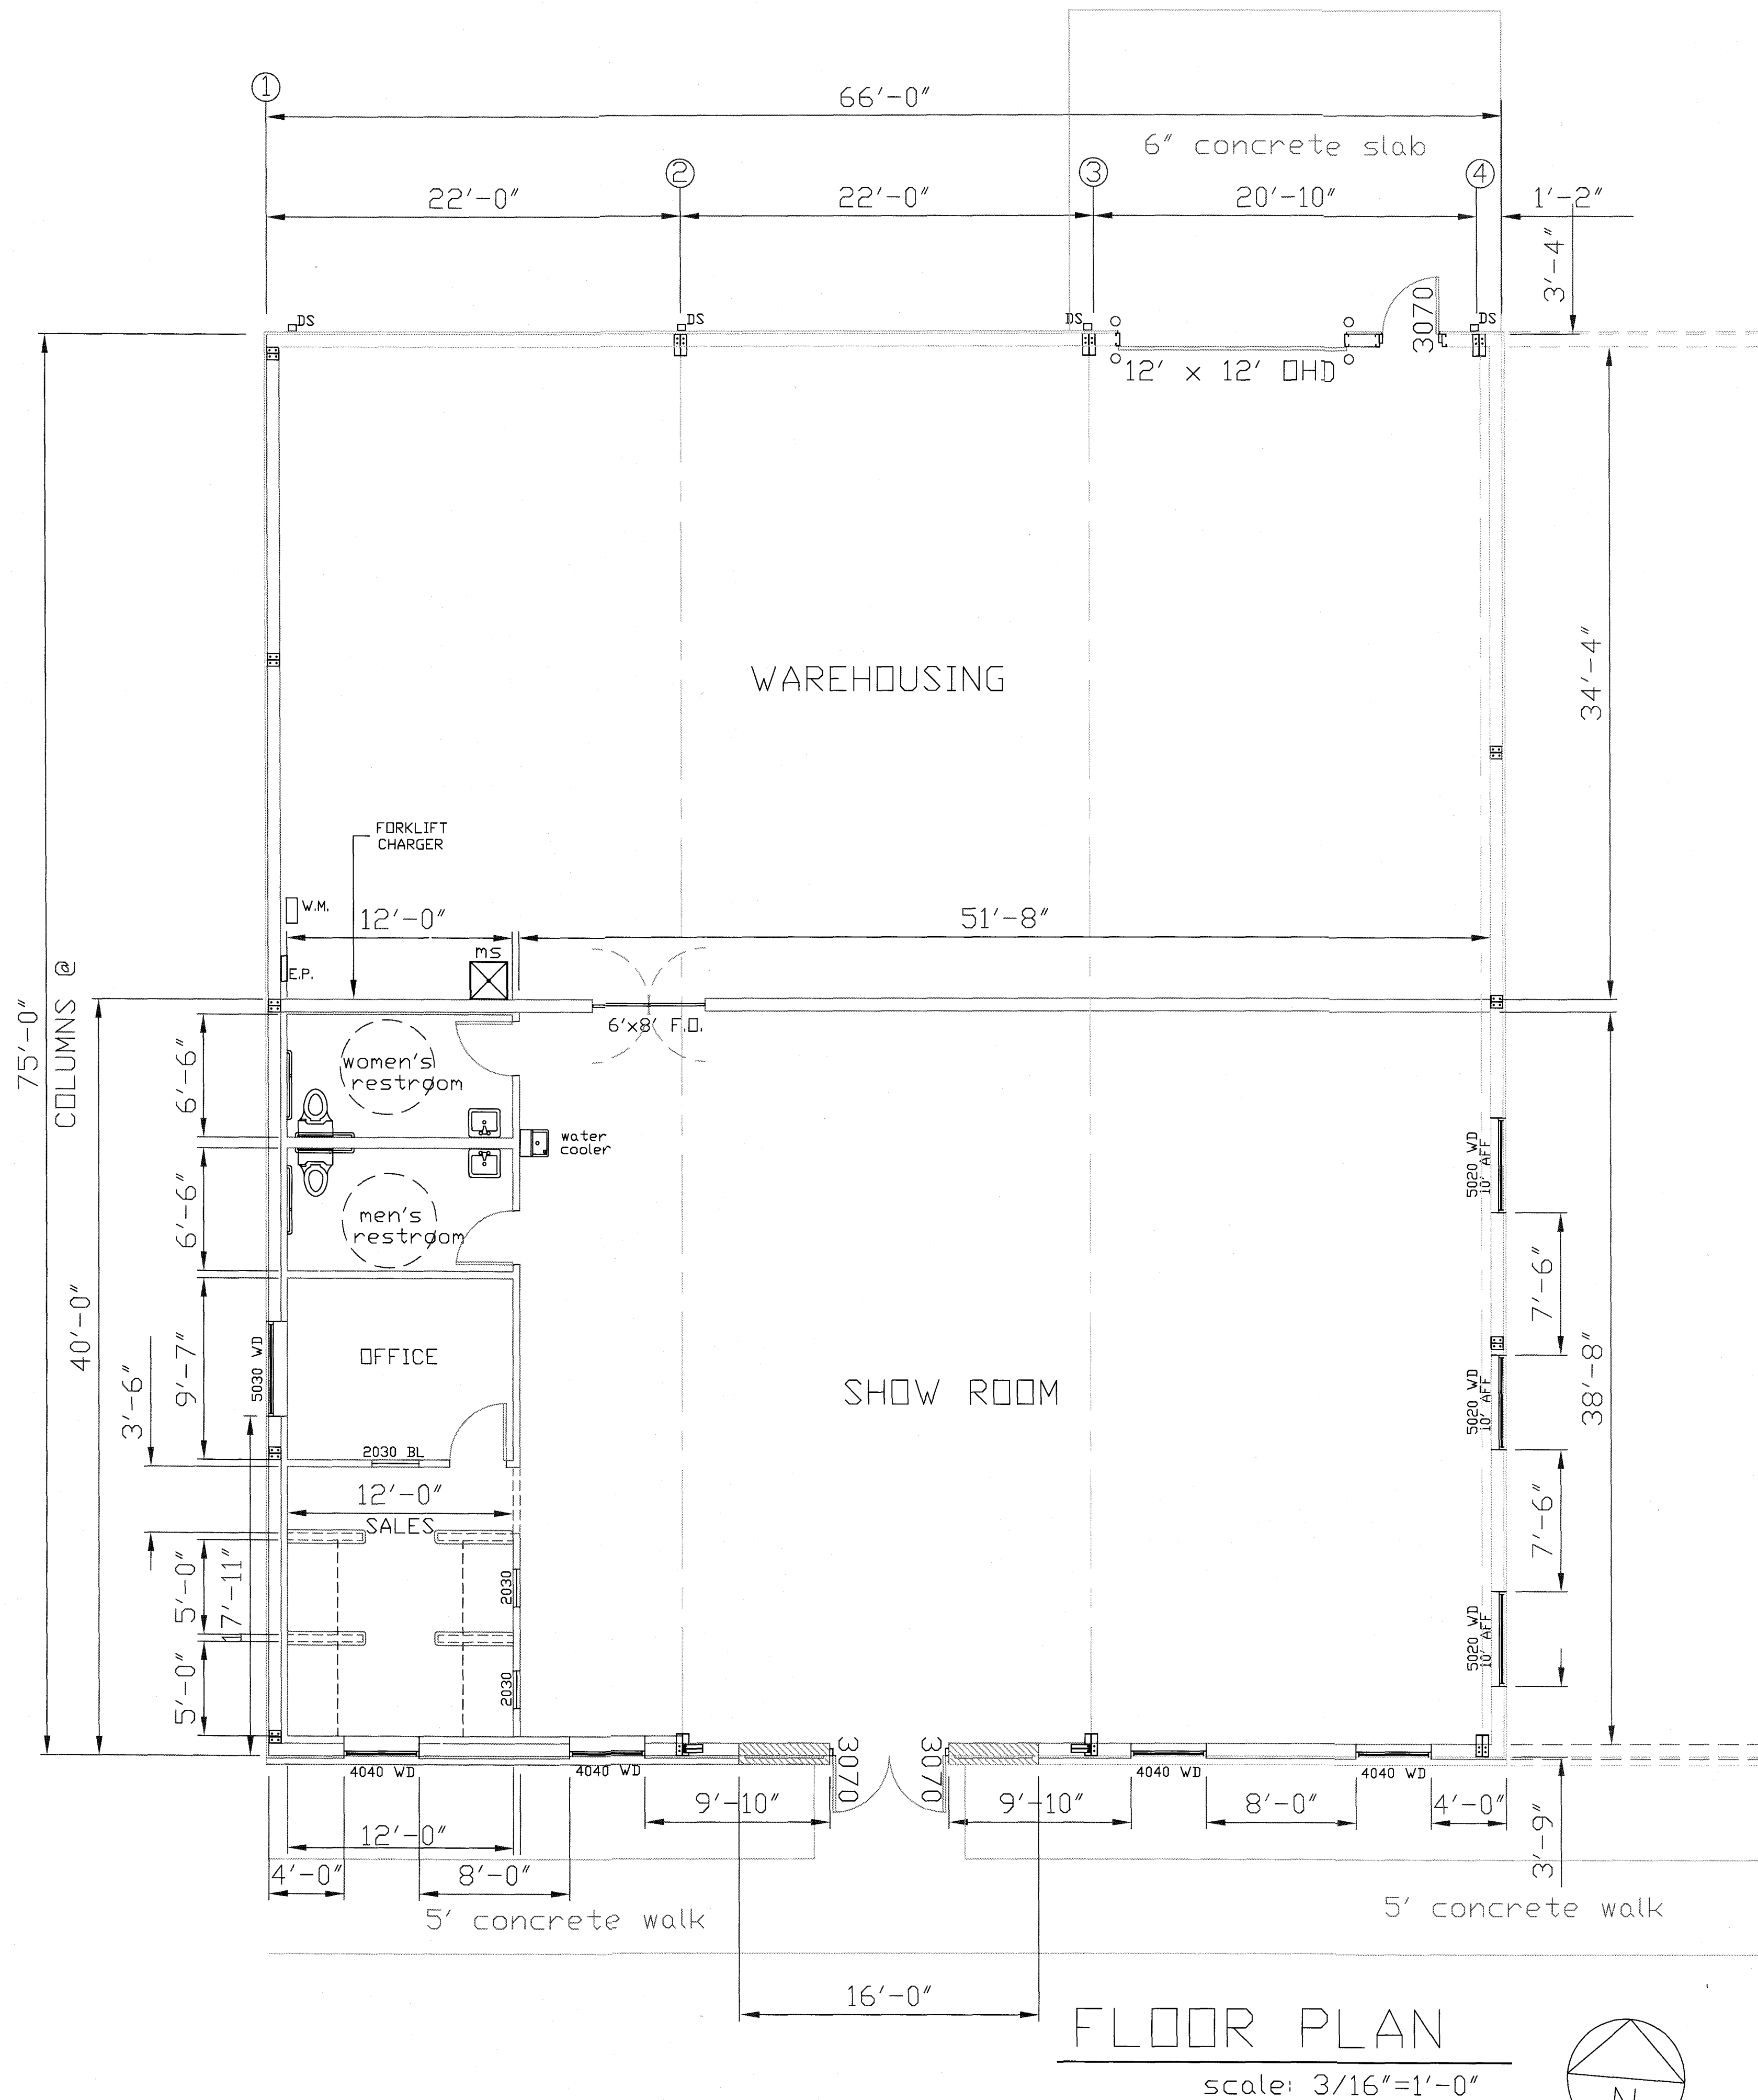 1
66′-0″
6″ concrete slab
2
3
4
22′-0″
22′-0″
20′-10″
1′-2″
3′-4″
DS
DS
DS
DS
3070
12′ x 12′ OHD
34′-4″
WAREHOUSING
FORKLIFT
CHARGER
W.M.
12′-0″
51′-8″
MS
E.P.
75′-0″
COLUMNS @
6′x8′ F.O.
6′-6″
women's
restroom
water
cooler
5020 WD
10′ AFF
6′-6″
men's
restroom
7′-6″
40′-0″
OFFICE
5030 WD
9′-7″
3′-6″
SHOW ROOM
5020 WD
10′ AFF
38′-8″
2030 BL
12′-0″
SALES
7′-6″
5′-0″
7′-11″
2030
5020 WD
10′ AFF
5′-0″
2030
3070
3070
4040 WD
4040 WD
4040 WD
4040 WD
9′-10″
9′-10″
8′-0″
4′-0″
12′-0″
3′-9″
4′-0″
8′-0″
5′ concrete walk
5′ concrete walk
16′-0″
FLOOR PLAN
scale: 3/16″=1′-0″
N